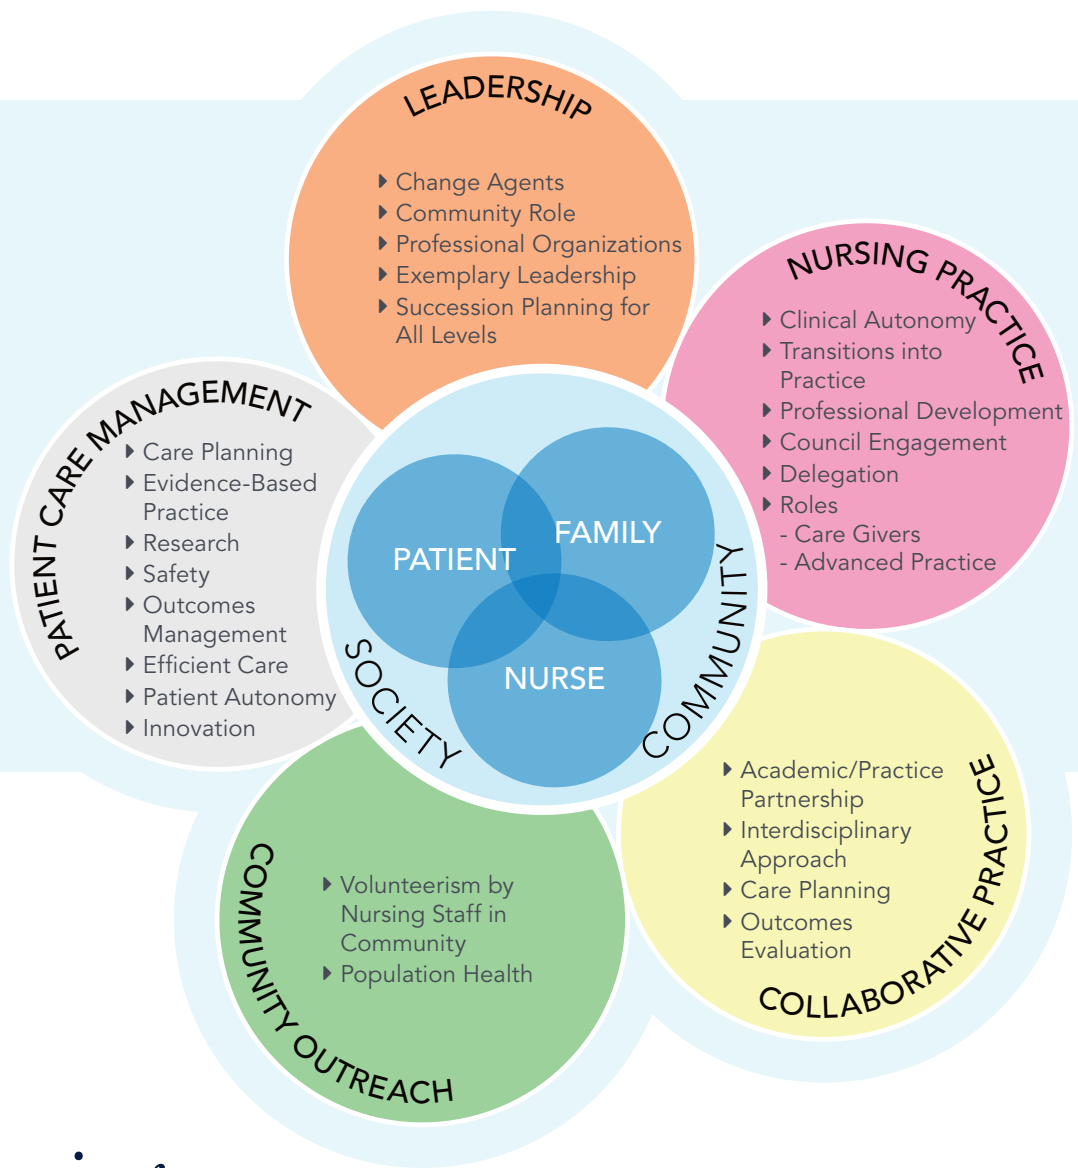 LEADERSHIP
Change Agents
Community Role
Professional Organizations
Exemplary Leadership
Succession Planning for
All Levels
NURSING PRACTICE
Clinical Autonomy
Transitions into
Practice
Professional Development
Council Engagement
Delegation
Roles
- Care Givers
- Advanced Practice
PATIENT CARE MANAGEMENT
Care Planning
Evidence-Based
Practice
Research
Safety
Outcomes
Management
Efficient Care
Patient Autonomy
Innovation
PATIENT
FAMILY
NURSE
SOCIETY
COMMUNITY
COLLABORATIVE PRACTICE
Academic/Practice
Partnership
Interdisciplinary
Approach
Care Planning
Outcomes
Evaluation
COMMUNITY OUTREACH
Volunteerism by
Nursing Staff in
Community
Population Health